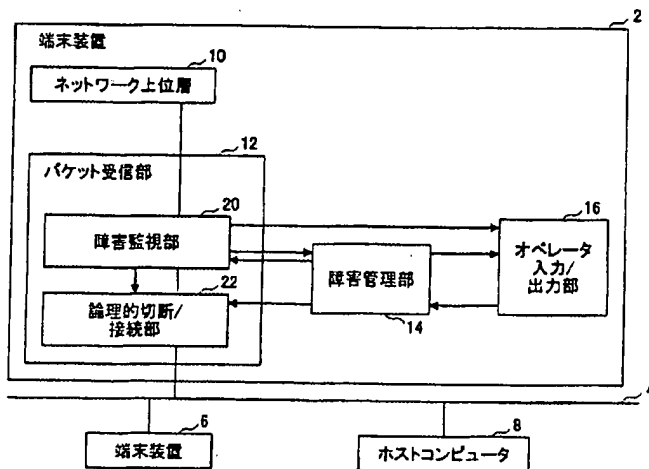 2
端末装置
10
ネットワーク上位層
12
パケット受信部
20
障害監視部
16
オペレータ
入力/
出力部
障害管理部
14
22
論理的切断/
接続部
4
6
端末装置
8
ホストコンピュータ